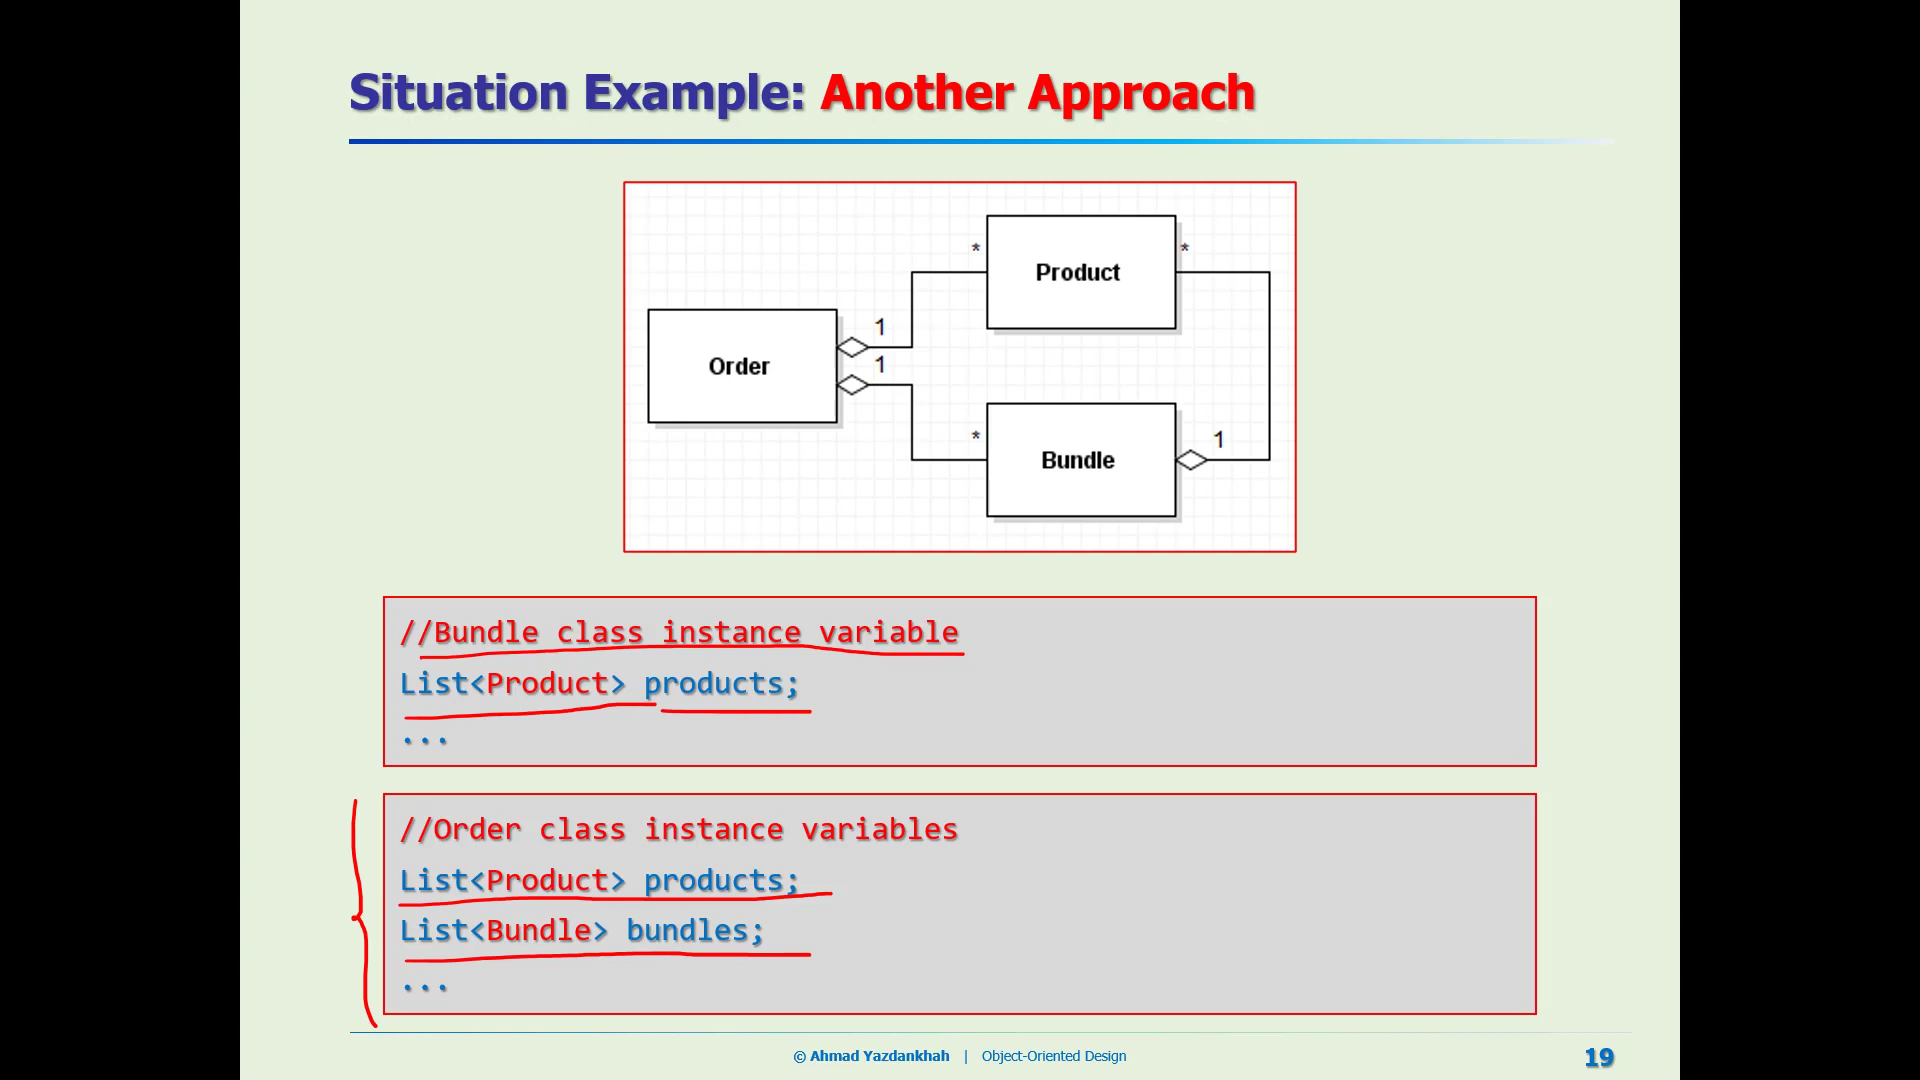 Situation Example: Another Approach
* Product *
1
Order
1
* Bundle 1
//Bundle class instance variable
List<Product> products;
...
//Order class instance variables
List<Product> products;
List<Bundle> bundles;
...
© Ahmad Yazdankhah | Object-Oriented Design 19